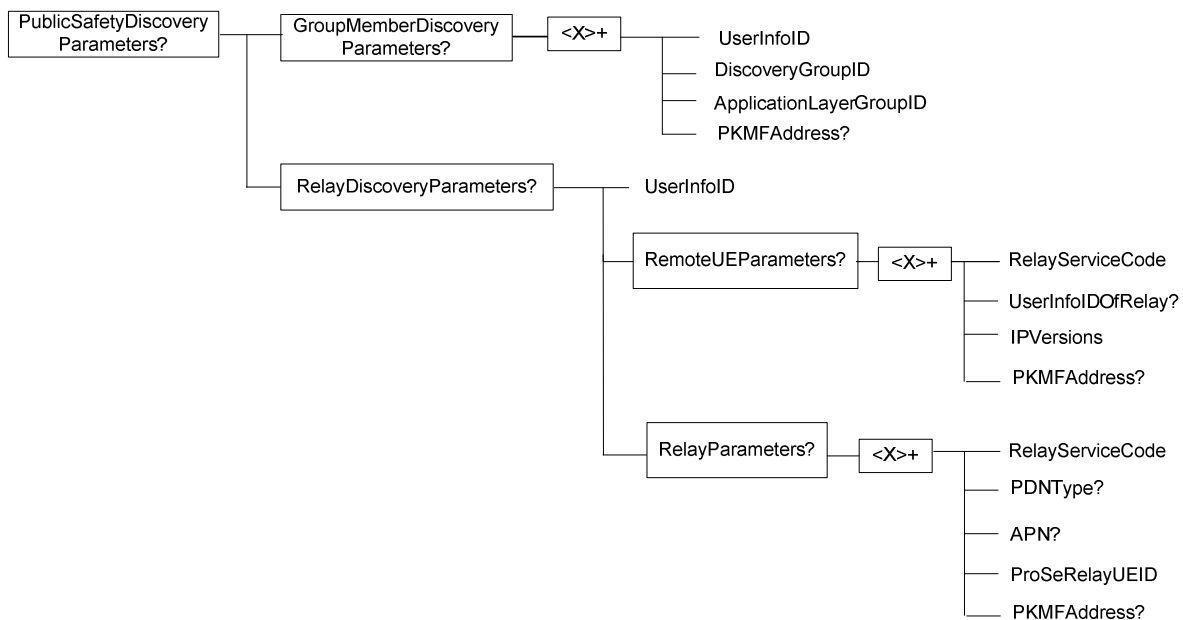 PublicSafetyDiscovery
Parameters?
GroupMemberDiscovery
Parameters?
<X>+
UserInfoID
DiscoveryGroupID
ApplicationLayerGroupID
PKMFAddress?
RelayDiscoveryParameters?
UserInfoID
RemoteUEParameters?
<X>+
RelayServiceCode
UserInfoIDOfRelay?
IPVersions
PKMFAddress?
RelayParameters?
<X>+
RelayServiceCode
PDNType?
APN?
ProSeRelayUEID
PKMFAddress?